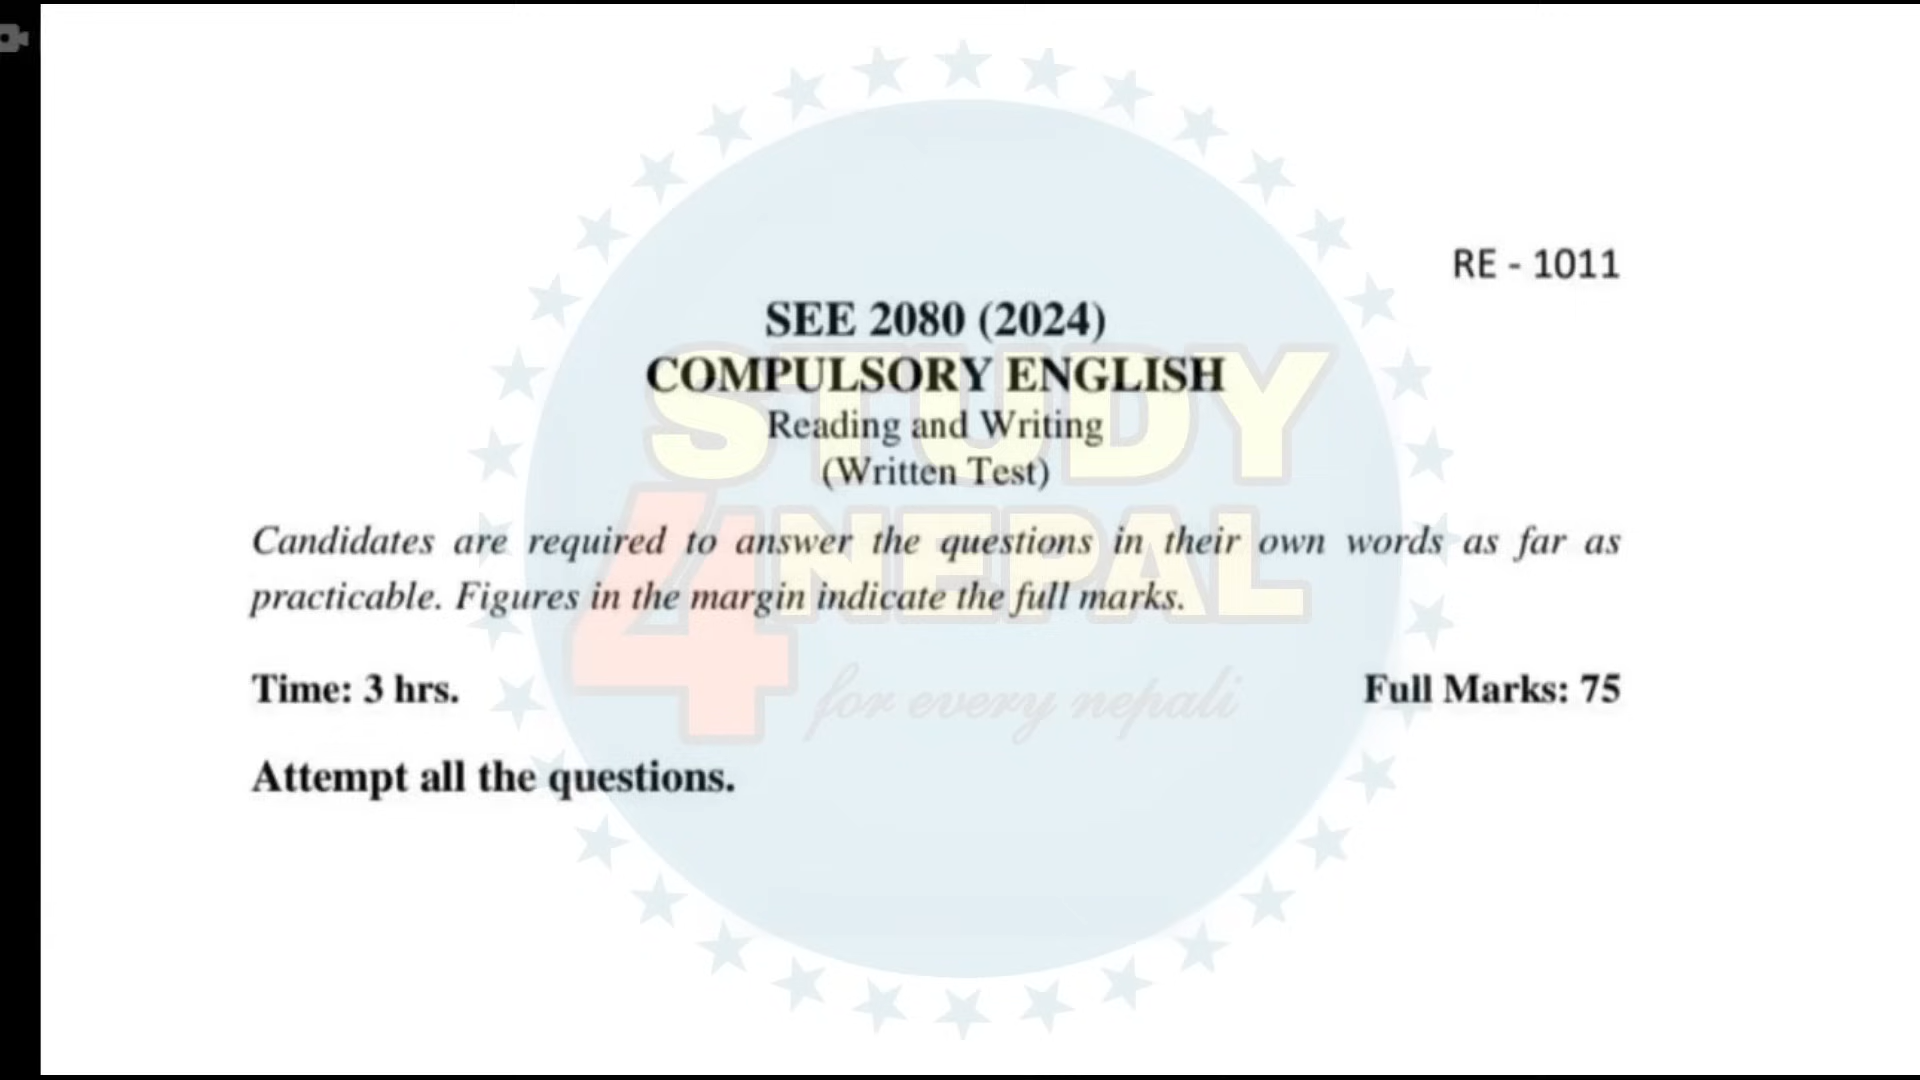 RE - 1011
SEE 2080 (2024)
COMPULSORY ENGLISH
Reading and Writing
(Written Test)
Candidates are required to answer the questions in their own words as far as
practicable. Figures in the margin indicate the full marks.
Time: 3 hrs. Full Marks: 75
Attempt all the questions.
STUDY
4 NEPAL
for every nepali